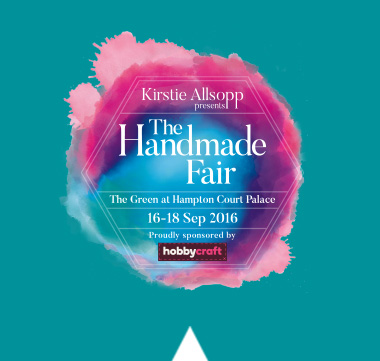 Kirstie Allsopp
presents
The
Handmade
Fair
The Green at Hampton Court Palace
16-18 Sep 2016
Proudly sponsored by
hobbycraft